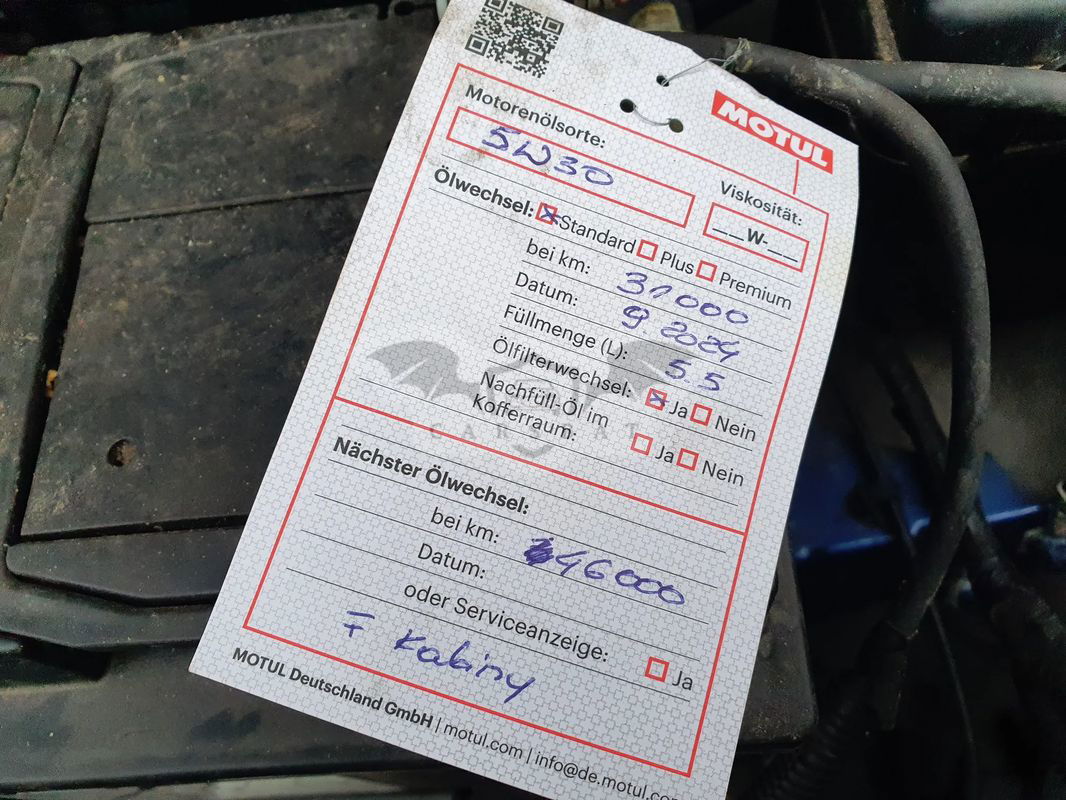 MOTUL
Motorenölsorte:
5W30
Viskosität:
__W-__
Ölwechsel: Standard Plus Premium
bei km: 31000
Datum: 9.2024
Füllmenge (L): 5.5
Ölfilterwechsel: Ja Nein
Nachfüll-Öl im
Kofferraum: Ja Nein
Nächster Ölwechsel:
bei km: 46000
Datum:
oder Serviceanzeige: Ja
F Kabiny
MOTUL Deutschland GmbH | motul.com | info@de.motul.co